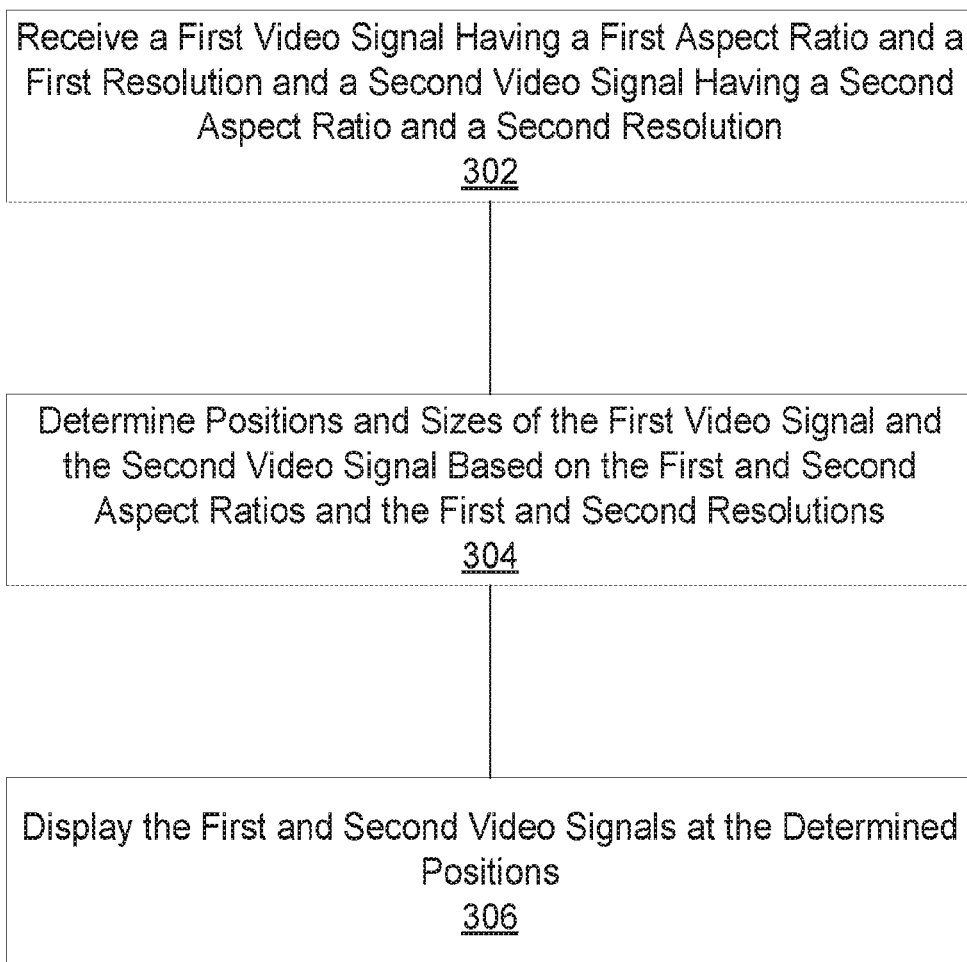 Receive a First Video Signal Having a First Aspect Ratio and a
First Resolution and a Second Video Signal Having a Second
Aspect Ratio and a Second Resolution
302
Determine Positions and Sizes of the First Video Signal and
the Second Video Signal Based on the First and Second
Aspect Ratios and the First and Second Resolutions
304
Display the First and Second Video Signals at the Determined
Positions
306